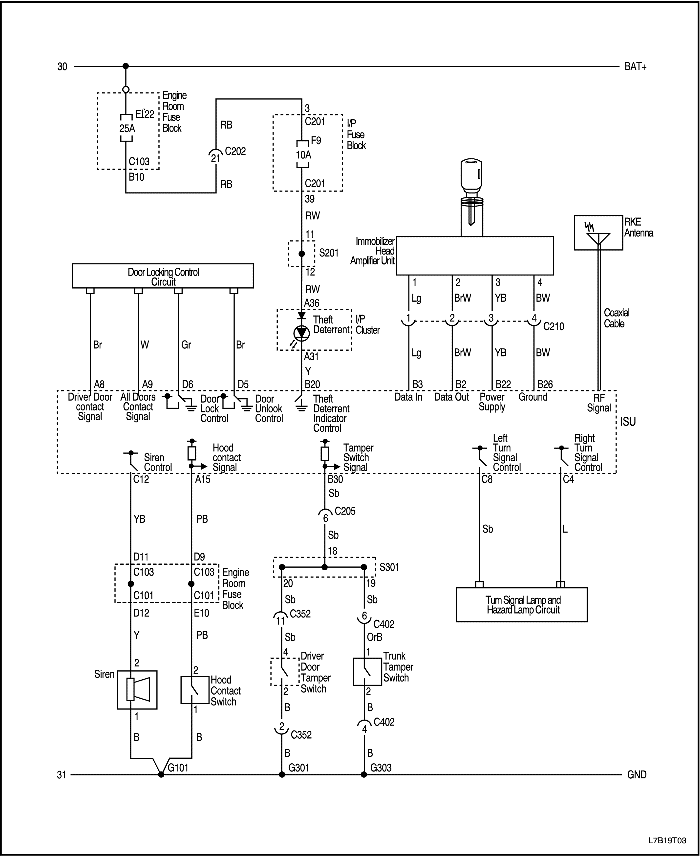 30
BAT+
Engine
Room
Fuse
Block
EF22
25A
C103
B10
RB
21
C202
RB
3
C201
F9
10A
C201
I/P
Fuse
Block
39
RW
11
S201
12
RW
A36
Theft
Deterrent
I/P
Cluster
A31
Y
B20
Immobilizer
Head
Amplifier Unit
1
2
3
4
Lg
BrW
YB
BW
1
2
3
4
C210
Lg
BrW
YB
BW
B3
B2
B22
B26
RKE
Antenna
Coaxial
Cable
Door Locking Control
Circuit
Br
W
Gr
Br
A8
A9
D6
D5
Driver Door
contact
Signal
All Doors
Contact
Signal
Door
Lock
Control
Door
Unlook
Control
Theft
Deterrent
Indicator
Control
Data In
Data Out
Power
Supply
Ground
RF
Signal
ISU
Siren
Control
Hood
contact
Signal
Tamper
Switch
Signal
Left
Turn
Signal
Control
Right
Turn
Signal
Control
C12
A15
B30
C8
C4
YB
PB
Sb
6
C205
Sb
18
S301
20
19
Sb
L
Turn Signal Lamp and
Hazard Lamp Circuit
D11
D9
C103
C103
C101
C101
Engine
Room
Fuse
Block
D12
E10
Y
PB
Sb
11
C352
Sb
Sb
6
C402
OrB
Siren
2
1
2
Hood
Contact
Switch
1
4
Driver
Door
Tamper
Switch
2
1
Trunk
Tamper
Switch
2
B
B
B
2
C352
B
B
4
C402
B
G101
G301
G303
31
GND
L7B19T03